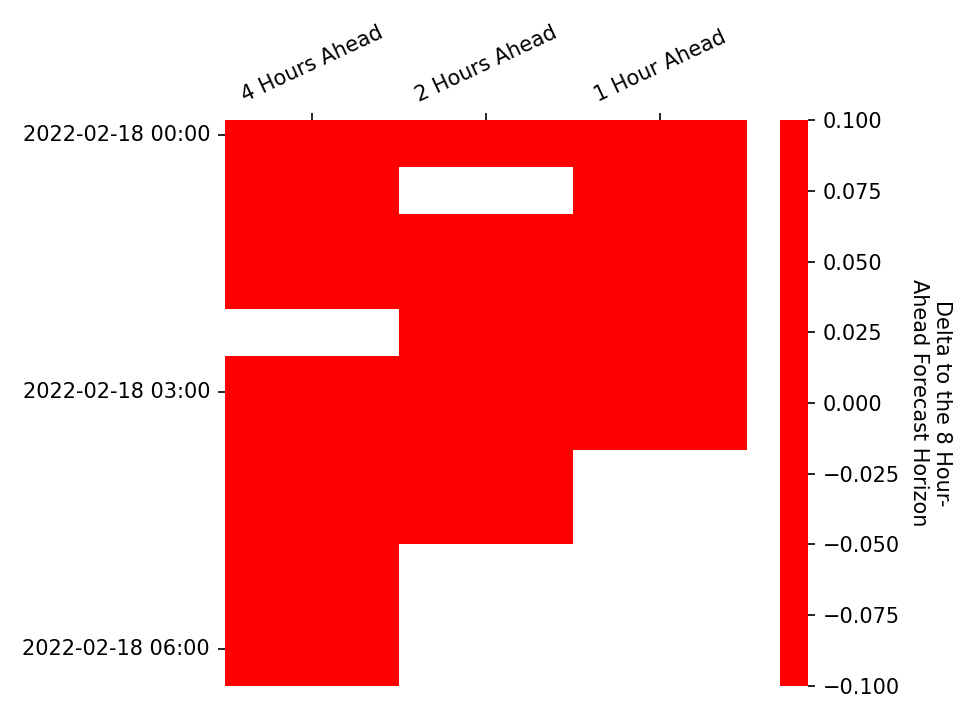 4 Hours Ahead
2 Hours Ahead
1 Hour Ahead
2022-02-18 00:00
2022-02-18 03:00
2022-02-18 06:00
0.100
0.075
0.050
0.025
0.000
−0.025
−0.050
−0.075
−0.100
Delta to the 8 Hour-
Ahead Forecast Horizon